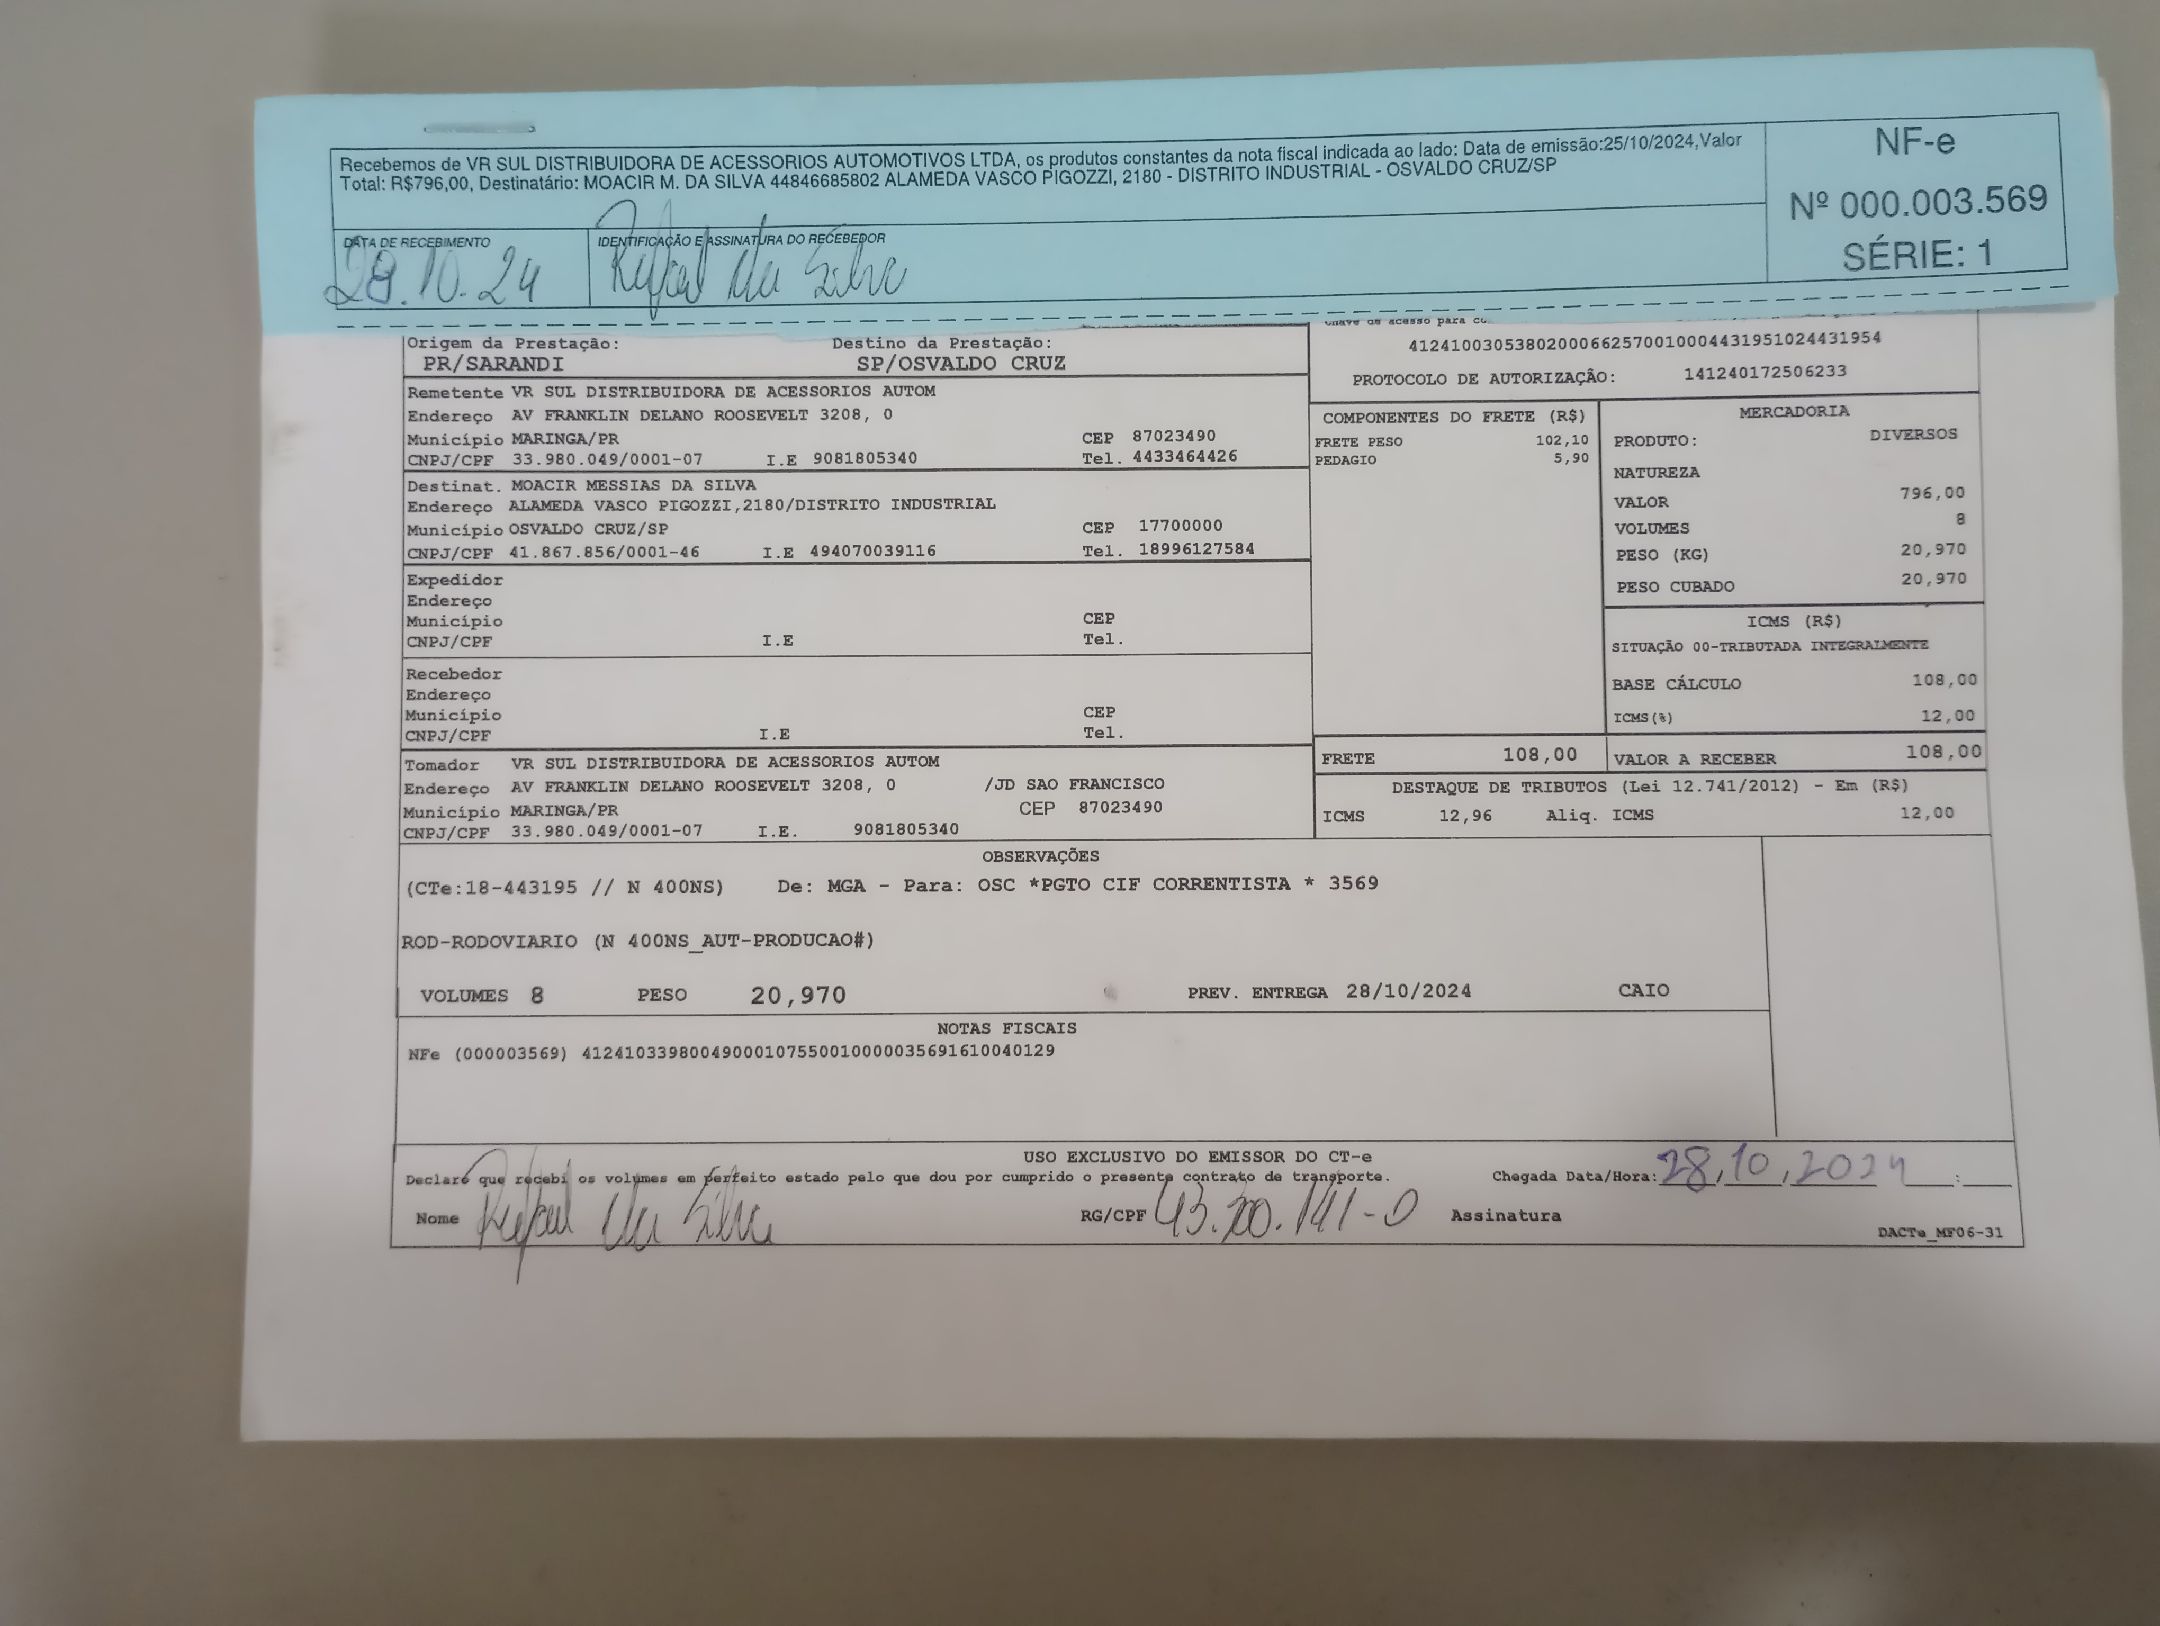 Recebemos de VR SUL DISTRIBUIDORA DE ACESSORIOS AUTOMOTIVOS LTDA, os produtos constantes da nota fiscal indicada ao lado: Data de emissão:25/10/2024,Valor
Total: R$796,00, Destinatário: MOACIR M. DA SILVA 44846685802 ALAMEDA VASCO PIGOZZI, 2180 - DISTRITO INDUSTRIAL - OSVALDO CRUZ/SP
NF-e
Nº 000.003.569
SÉRIE: 1
DATA DE RECEBIMENTO
28.10.24
IDENTIFICAÇÃO E ASSINATURA DO RECEBEDOR
Rafael da Silva
Origem da Prestação: Destino da Prestação:
PR/SARANDI SP/OSVALDO CRUZ
Chave de acesso para
41241003053802000662570010004431951024431954
PROTOCOLO DE AUTORIZAÇÃO: 141240172506233
Remetente VR SUL DISTRIBUIDORA DE ACESSORIOS AUTOM
Endereço AV FRANKLIN DELANO ROOSEVELT 3208, 0
Município MARINGA/PR CEP 87023490
CNPJ/CPF 33.980.049/0001-07 I.E 9081805340 Tel. 4433464426
Destinat. MOACIR MESSIAS DA SILVA
Endereço ALAMEDA VASCO PIGOZZI,2180/DISTRITO INDUSTRIAL
Município OSVALDO CRUZ/SP CEP 17700000
CNPJ/CPF 41.867.856/0001-46 I.E 494070039116 Tel. 18996127584
Expedidor
Endereço
Município CEP
CNPJ/CPF I.E Tel.
Recebedor
Endereço
Município CEP
CNPJ/CPF I.E Tel.
Tomador VR SUL DISTRIBUIDORA DE ACESSORIOS AUTOM
Endereço AV FRANKLIN DELANO ROOSEVELT 3208, 0 /JD SAO FRANCISCO
Município MARINGA/PR CEP 87023490
CNPJ/CPF 33.980.049/0001-07 I.E. 9081805340
COMPONENTES DO FRETE (R$)
FRETE PESO 102,10
PEDAGIO 5,90
MERCADORIA
PRODUTO: DIVERSOS
NATUREZA
VALOR 796,00
VOLUMES 8
PESO (KG) 20,970
PESO CUBADO 20,970
ICMS (R$)
SITUAÇÃO 00-TRIBUTADA INTEGRALMENTE
BASE CÁLCULO 108,00
ICMS(%) 12,00
FRETE 108,00 VALOR A RECEBER 108,00
DESTAQUE DE TRIBUTOS (Lei 12.741/2012) - Em (R$)
ICMS 12,96 Aliq. ICMS 12,00
OBSERVAÇÕES
(CTe:18-443195 // N 400NS) De: MGA - Para: OSC *PGTO CIF CORRENTISTA * 3569
ROD-RODOVIARIO (N 400NS_AUT-PRODUCAO#)
VOLUMES 8 PESO 20,970 PREV. ENTREGA 28/10/2024 CAIO
NOTAS FISCAIS
NFe (000003569) 41241033980049000107550010000035691610040129
USO EXCLUSIVO DO EMISSOR DO CT-e
Declaro que recebi os volumes em perfeito estado pelo que dou por cumprido o presente contrato de transporte. Chegada Data/Hora: 28,10,2024 :
Nome Rafael da Silva RG/CPF Assinatura
DACTe_MF06-31